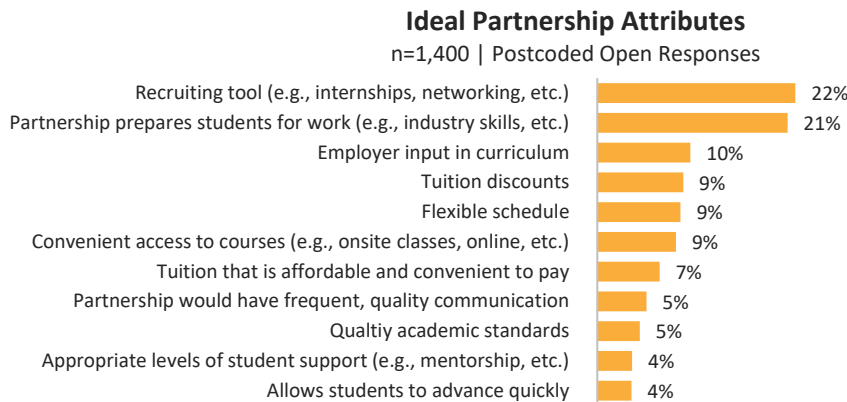 Ideal Partnership Attributes
n=1,400 | Postcoded Open Responses
Recruiting tool (e.g., internships, networking, etc.) 22%
Partnership prepares students for work (e.g., industry skills, etc.) 21%
Employer input in curriculum 10%
Tuition discounts 9%
Flexible schedule 9%
Convenient access to courses (e.g., onsite classes, online, etc.) 9%
Tuition that is affordable and convenient to pay 7%
Partnership would have frequent, quality communication 5%
Qualtiy academic standards 5%
Appropriate levels of student support (e.g., mentorship, etc.) 4%
Allows students to advance quickly 4%